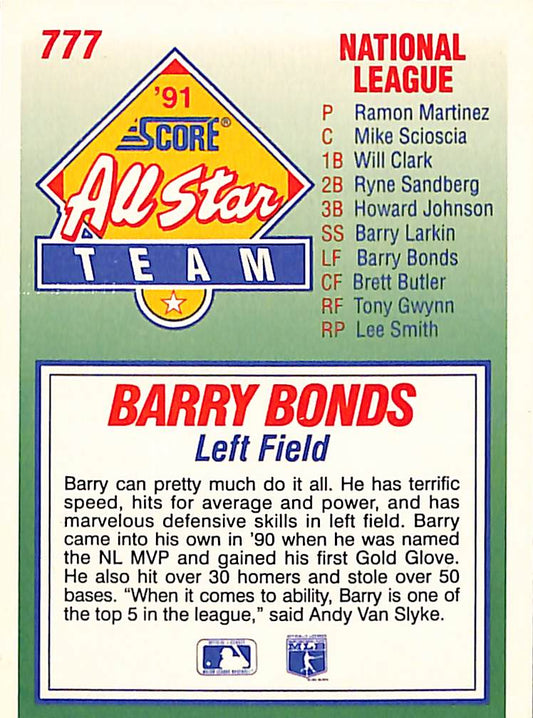 777
'91
SCORE®
All Star
TEAM
NATIONAL
LEAGUE
P Ramon Martinez
C Mike Scioscia
1B Will Clark
2B Ryne Sandberg
3B Howard Johnson
SS Barry Larkin
LF Barry Bonds
CF Brett Butler
RF Tony Gwynn
RP Lee Smith
BARRY BONDS
Left Field
Barry can pretty much do it all. He has terrific
speed, hits for average and power, and has
marvelous defensive skills in left field. Barry
came into his own in '90 when he was named
the NL MVP and gained his first Gold Glove.
He also hit over 30 homers and stole over 50
bases. “When it comes to ability, Barry is one of
the top 5 in the league,” said Andy Van Slyke.
MLB